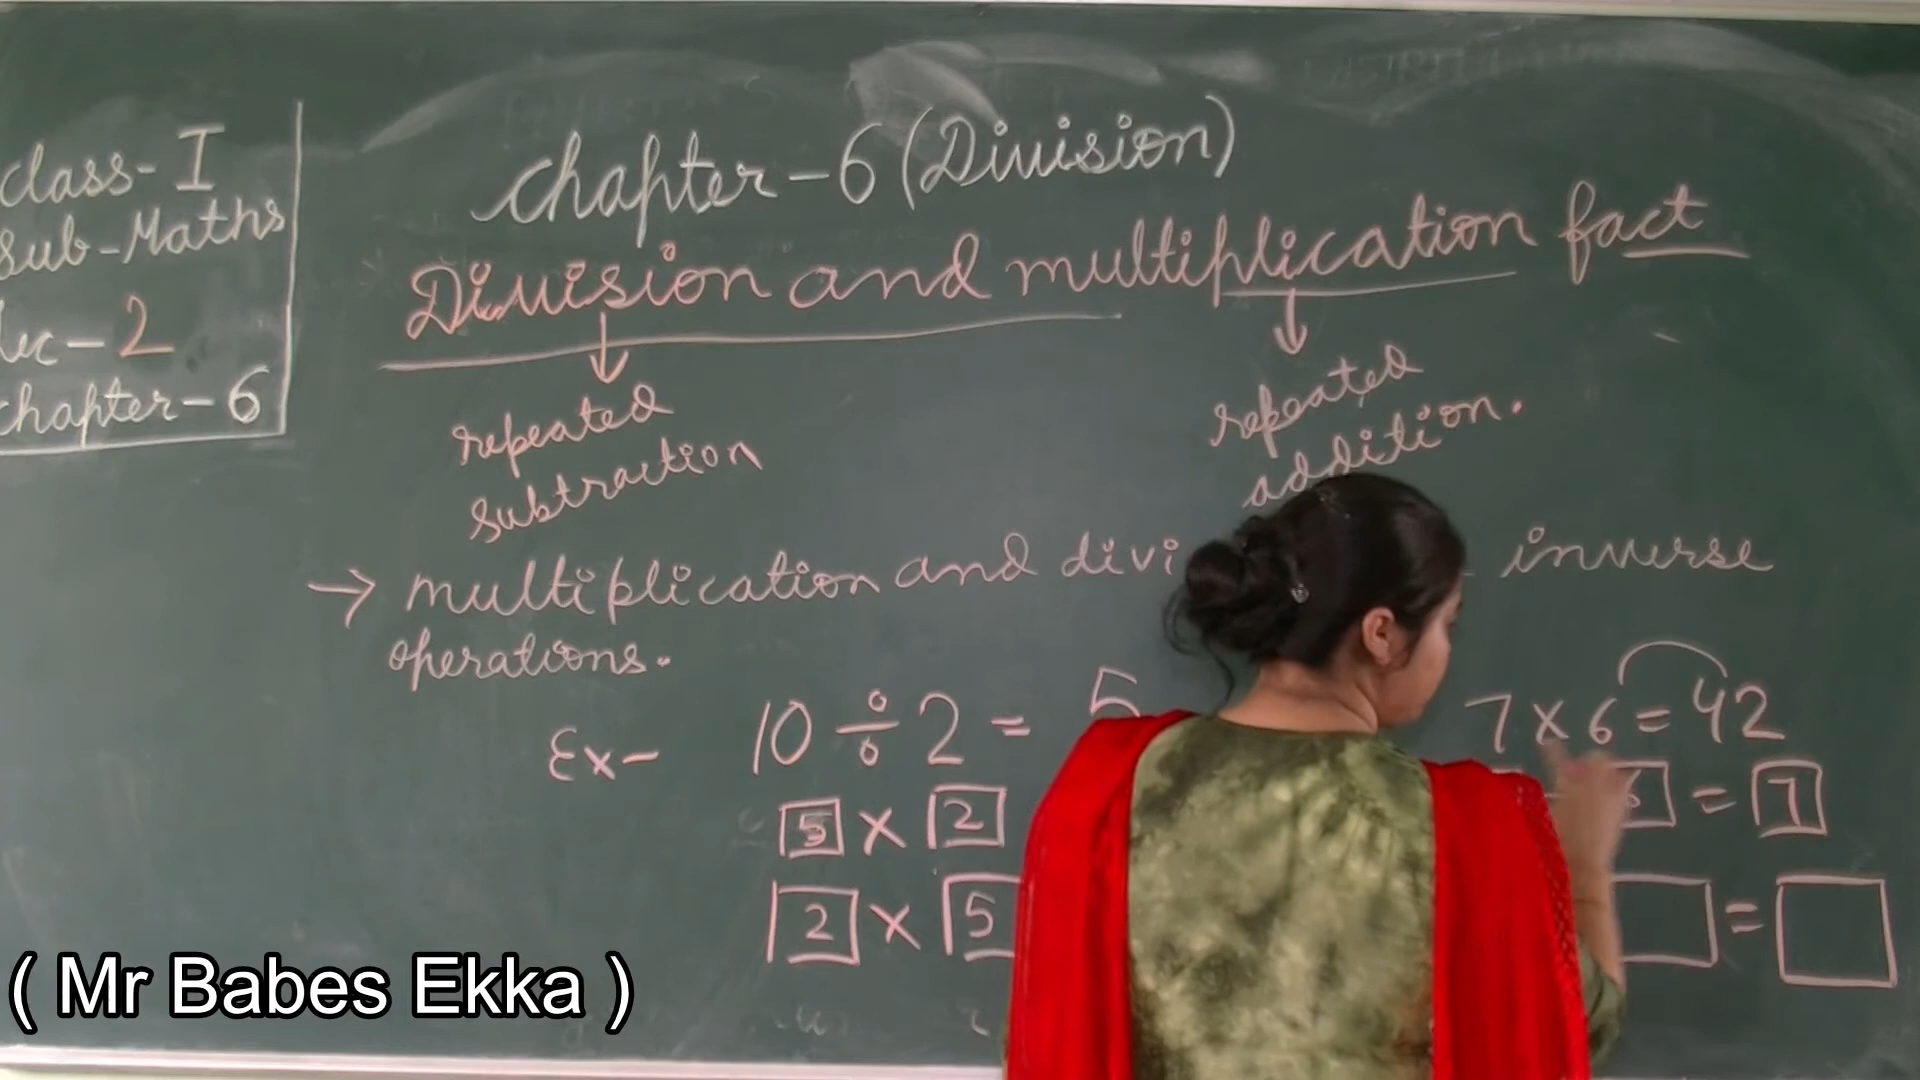 class-I
Sub-Maths
Lec-2
chapter-6
chapter-6 (Division)
Division and multiplication fact
repeated
subtraction
repeated
addition.
→ multiplication and divi inverse
operations.
Ex- 10 ÷ 2 = 5
5 × 2
2 × 5
7 × 6 = 42
6 = 7
=
( Mr Babes Ekka )